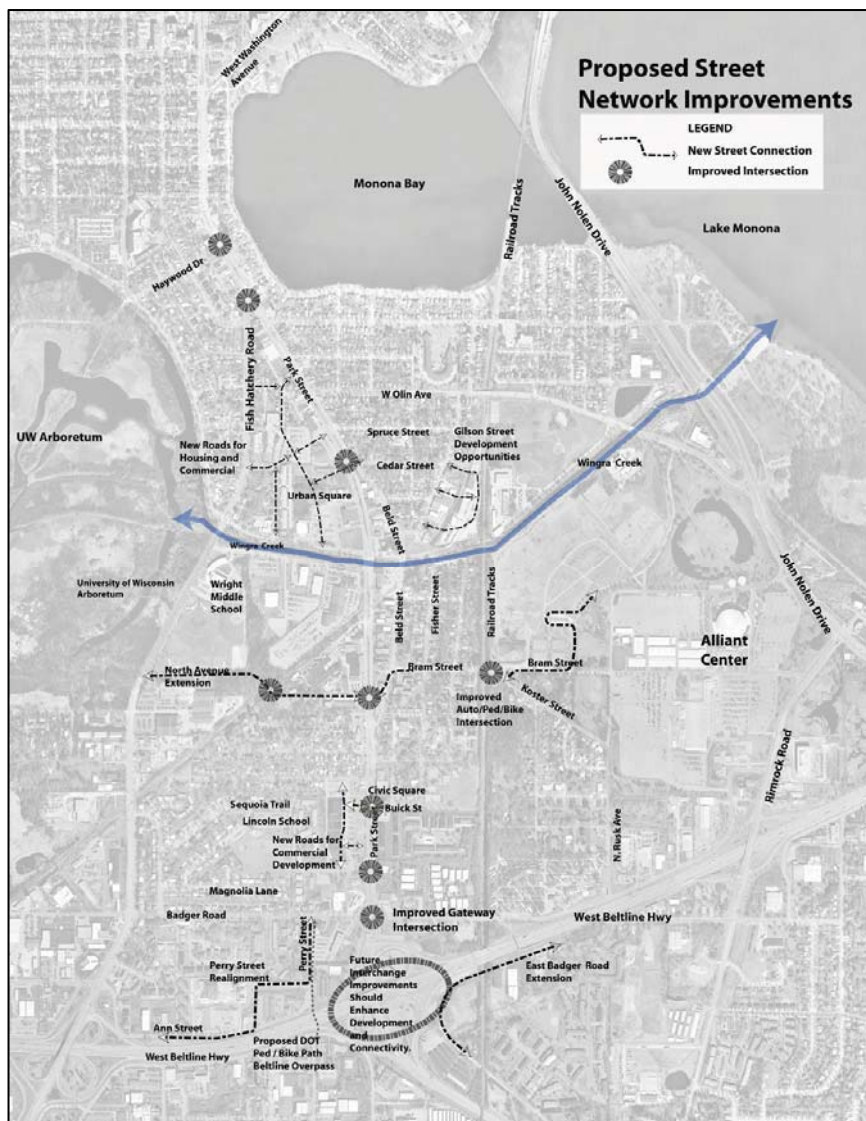 West Washington
Avenue
Proposed Street
Network Improvements
LEGEND
New Street Connection
Improved Intersection
Monona Bay
Railroad Tracks
John Nolen Drive
Lake Monona
Haywood Dr.
Fish Hatchery Road
Park Street
W Olin Ave
UW Arboretum
New Roads for
Housing and
Commercial
Spruce Street
Cedar Street
Gilson Street
Development
Opportunities
Urban Square
Wingra Creek
Beld Street
Wingra Creek
University of Wisconsin
Arboretum
Wright
Middle
School
Beld Street
Fisher Street
Railroad Tracks
John Nolen Drive
Alliant
Center
North Avenue
Extension
Bram Street
Bram Street
Koster Street
Improved
Auto/Ped/Bike
Intersection
Rimrock Road
Sequoia Trail
Lincoln School
Civic Square
Buick St
Park Street
New Roads for
Commercial
Development
N. Rusk Ave
Magnolia Lane
Badger Road
Improved Gateway
Intersection
West Beltline Hwy
Perry Street
Perry Street
Realignment
Future
Interchange
Improvements
Should
Enhance
Development
and
Connectivity.
East Badger Road
Extension
Ann Street
West Beltline Hwy
Proposed DOT
Ped / Bike Path
Beltline Overpass